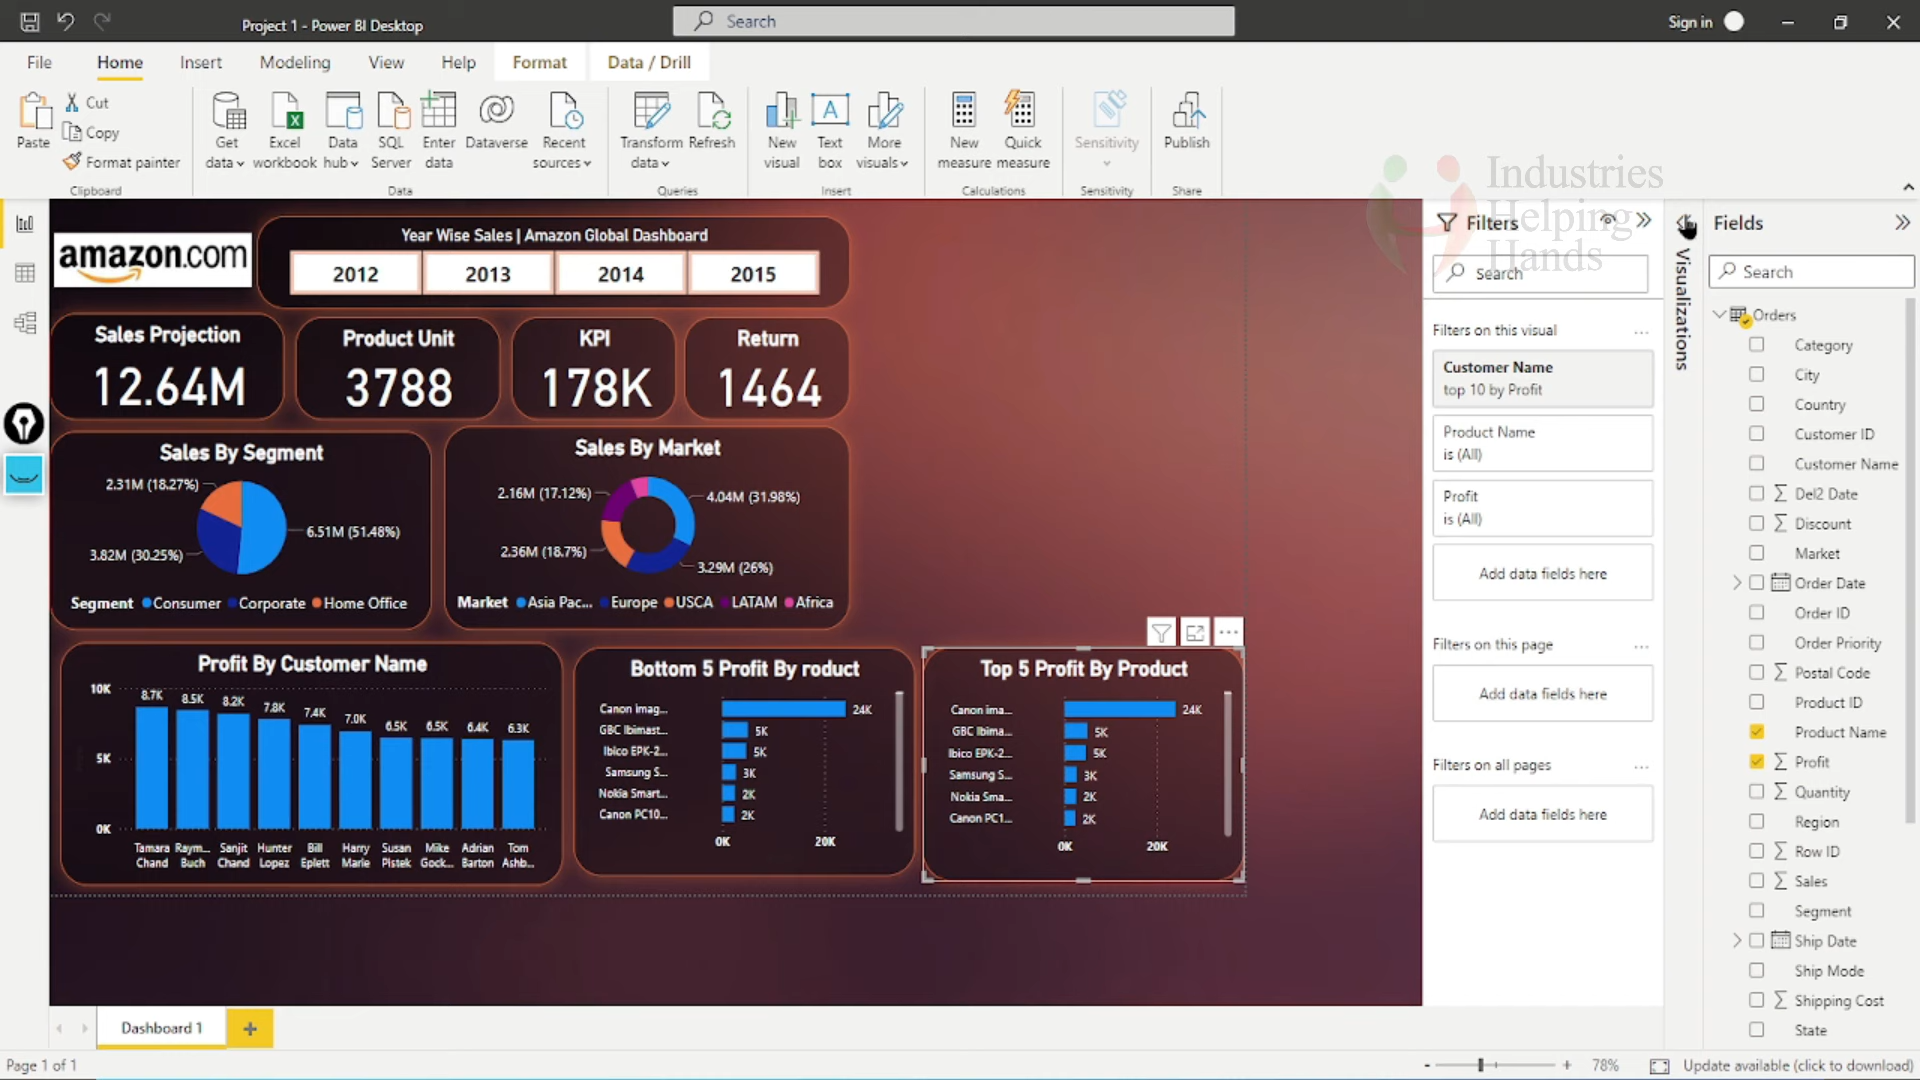 Project 1 - Power BI Desktop
Search
Sign in
File
Home
Insert
Modeling
View
Help
Format
Data / Drill
Paste
Cut
Copy
Format painter
Clipboard
Get data
Excel workbook
Data hub
SQL Server
Enter data
Dataverse
Recent sources
Data
Transform data
Refresh
Queries
New visual
Text box
More visuals
Insert
New measure
Quick measure
Calculations
Sensitivity
Sensitivity
Publish
Share
Industries
Helping
Hands
amazon.com
Year Wise Sales | Amazon Global Dashboard
2012
2013
2014
2015
Sales Projection
12.64M
Product Unit
3788
KPI
178K
Return
1464
Sales By Segment
2.31M (18.27%)
6.51M (51.48%)
3.82M (30.25%)
Segment Consumer Corporate Home Office
Sales By Market
2.16M (17.12%)
4.04M (31.98%)
2.36M (18.7%)
3.29M (26%)
Market Asia Pac... Europe USCA LATAM Africa
Profit By Customer Name
10K
5K
0K
8.7K
8.5K
8.2K
7.8K
7.4K
7.0K
6.5K
6.5K
6.4K
6.3K
Tamara Chand
Raym... Buch
Sanjit Chand
Hunter Lopez
Bill Eplett
Harry Marie
Susan Pistek
Mike Gock...
Adrian Barton
Tom Ashb...
Bottom 5 Profit By roduct
Canon imag... 24K
GBC Ibimast... 5K
Ibico EPK-2... 5K
Samsung S... 3K
Nokia Smart... 2K
Canon PC10... 2K
0K 20K
Top 5 Profit By Product
Canon ima... 24K
GBC Ibima... 5K
Ibico EPK-2... 5K
Samsung S... 3K
Nokia Sma... 2K
Canon PC1... 2K
0K 20K
Filters
Search
Filters on this visual
Customer Name
top 10 by Profit
Product Name
is (All)
Profit
is (All)
Add data fields here
Filters on this page
Add data fields here
Filters on all pages
Add data fields here
Visualizations
Fields
Search
Orders
Category
City
Country
Customer ID
Customer Name
Del2 Date
Discount
Market
Order Date
Order ID
Order Priority
Postal Code
Product ID
Product Name
Profit
Quantity
Region
Row ID
Sales
Segment
Ship Date
Ship Mode
Shipping Cost
State
Dashboard 1
Page 1 of 1
78%
Update available (click to download)